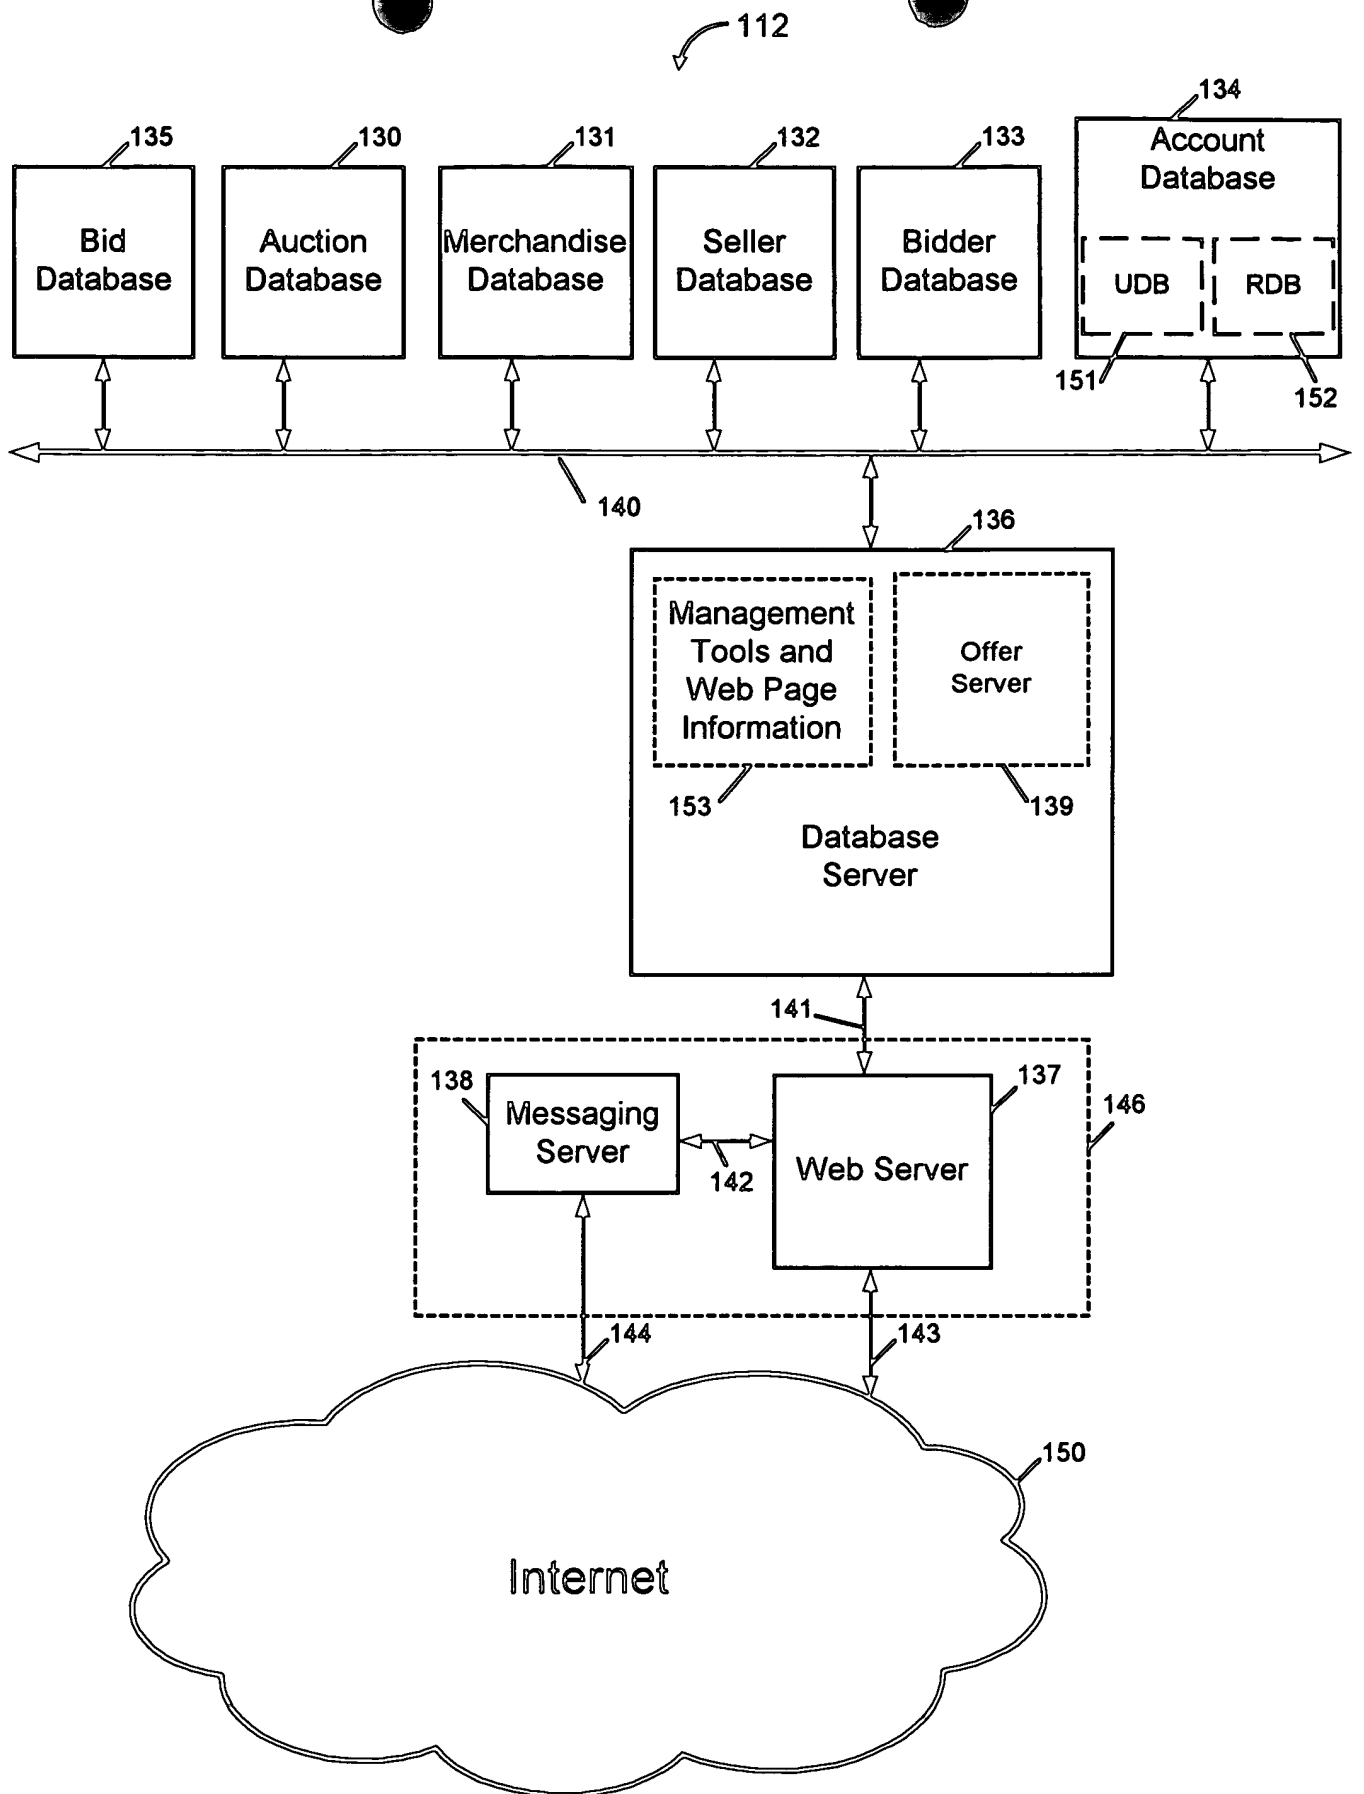 112
135
130
131
132
133
134
Bid
Database
Auction
Database
Merchandise
Database
Seller
Database
Bidder
Database
Account
Database
UDB
RDB
151
152
140
136
Management
Tools and
Web Page
Information
Offer
Server
153
139
Database
Server
141
138
137
146
Messaging
Server
142
Web Server
144
143
150
Internet